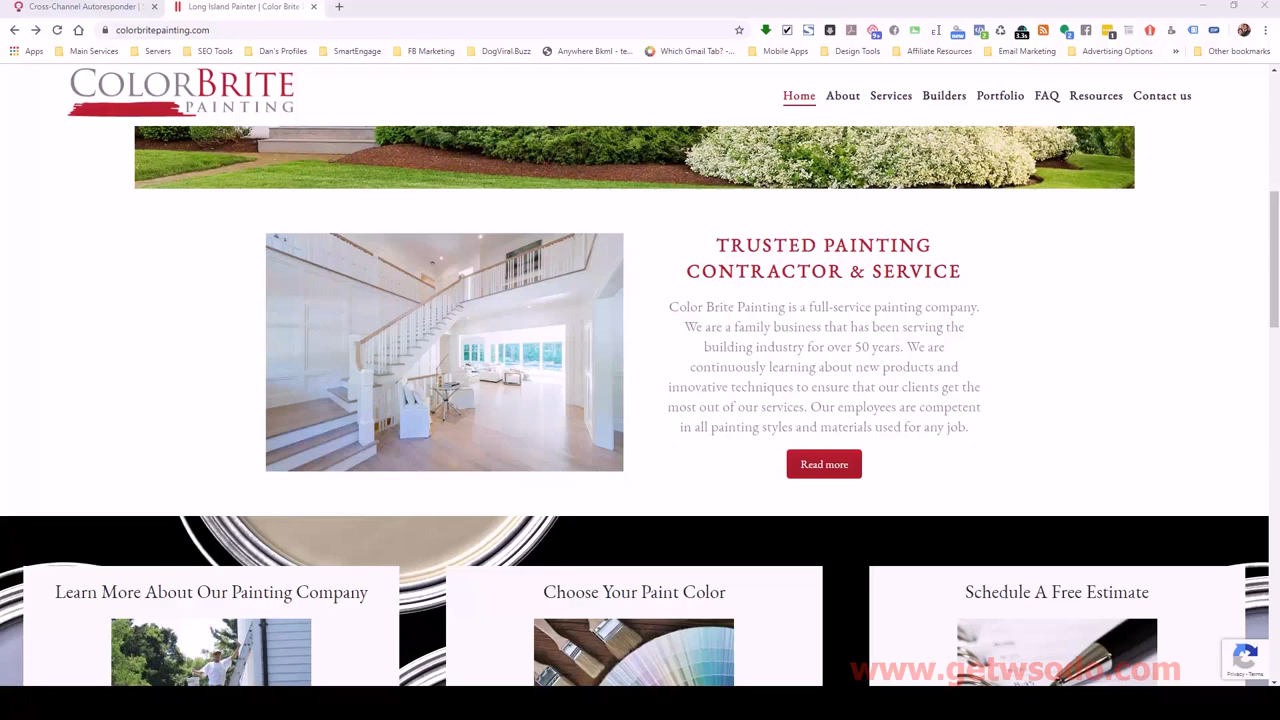 Cross-Channel Autoresponder |
Long Island Painter | Color Brite
colorbritepainting.com
Apps
Main Services
Servers
SEO Tools
Dan's Profiles
SmartEngage
FB Marketing
DogViral.Buzz
Anywhere Bkml - te...
Which Gmail Tab? -...
Mobile Apps
Design Tools
Affiliate Resources
Email Marketing
Advertising Options
Other bookmarks
COLORBRITE
PAINTING
Home
About
Services
Builders
Portfolio
FAQ
Resources
Contact us
TRUSTED PAINTING
CONTRACTOR & SERVICE
Color Brite Painting is a full-service painting company.
We are a family business that has been serving the
building industry for over 50 years. We are
continuously learning about new products and
innovative techniques to ensure that our clients get the
most out of our services. Our employees are competent
in all painting styles and materials used for any job.
Read more
Learn More About Our Painting Company
Choose Your Paint Color
Schedule A Free Estimate
www.getwsodo.com
Privacy - Terms